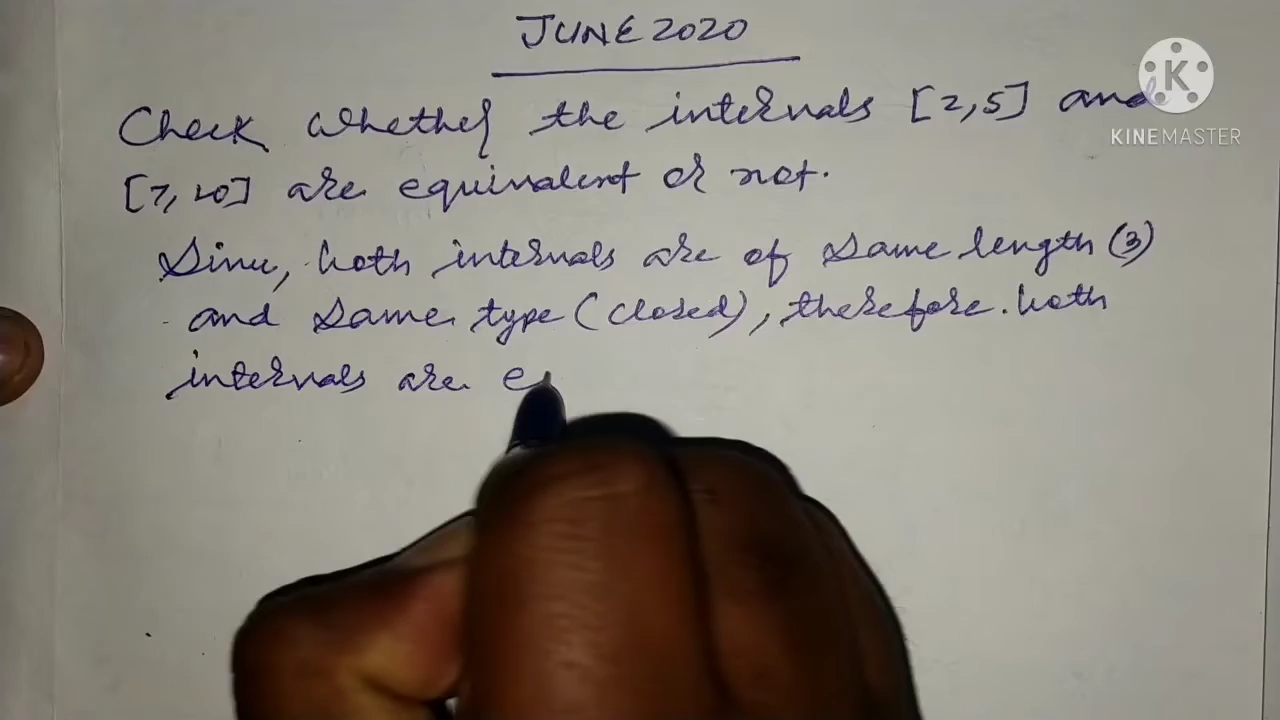 JUNE 2020
Check whether the intervals [2,5] and
[7,10] are equivalent or not.
Since, both intervals are of same length (3)
and same type (closed), therefore both
intervals are e
K
KINEMASTER